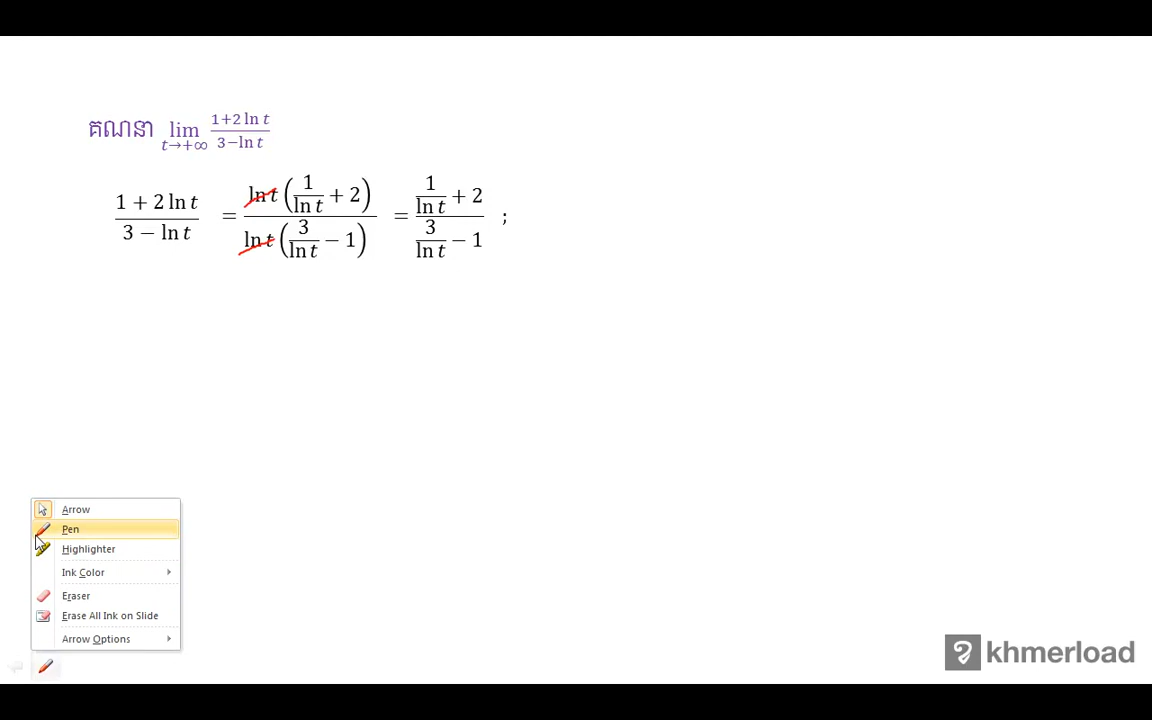 គណនា lim t→+∞ 1+2 ln t / 3−ln t
1 + 2 ln t / 3 − ln t = ln t (1/ln t + 2) / ln t (3/ln t − 1) = 1/ln t + 2 / 3/ln t − 1 ;
Arrow
Pen
Highlighter
Ink Color
Eraser
Erase All Ink on Slide
Arrow Options
khmerload